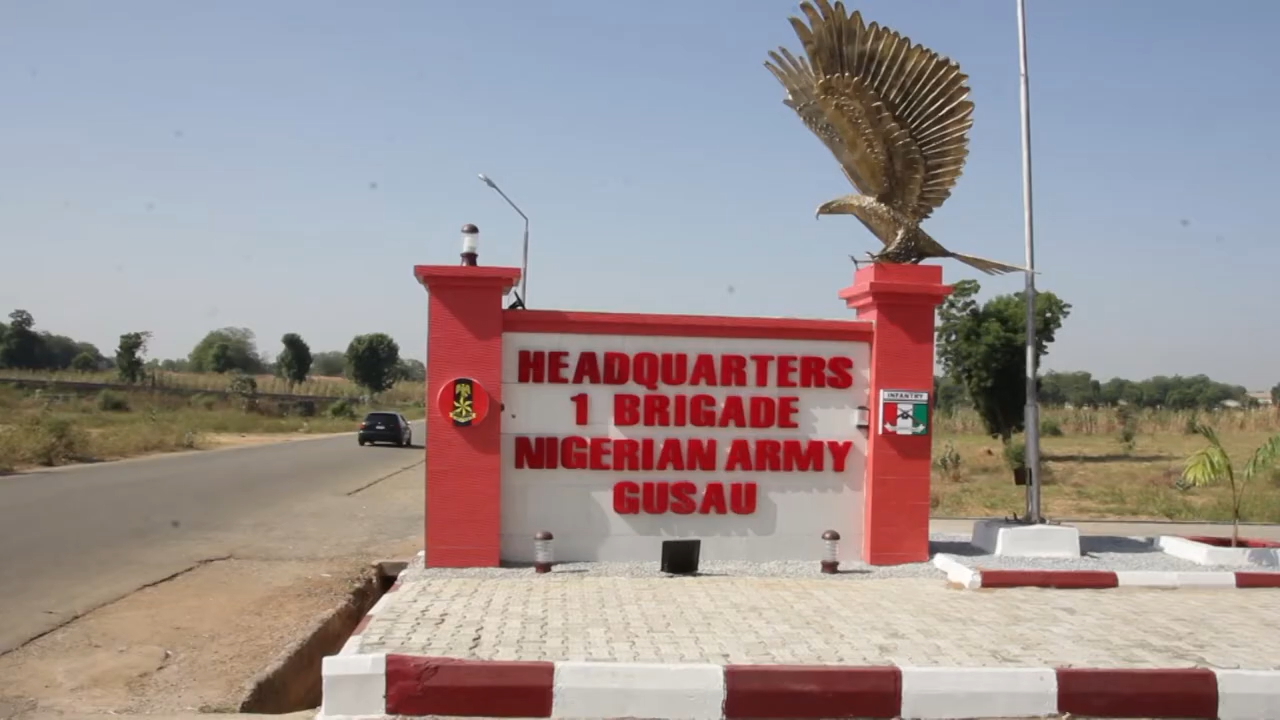 HEADQUARTERS
1 BRIGADE
NIGERIAN ARMY
GUSAU
INFANTRY